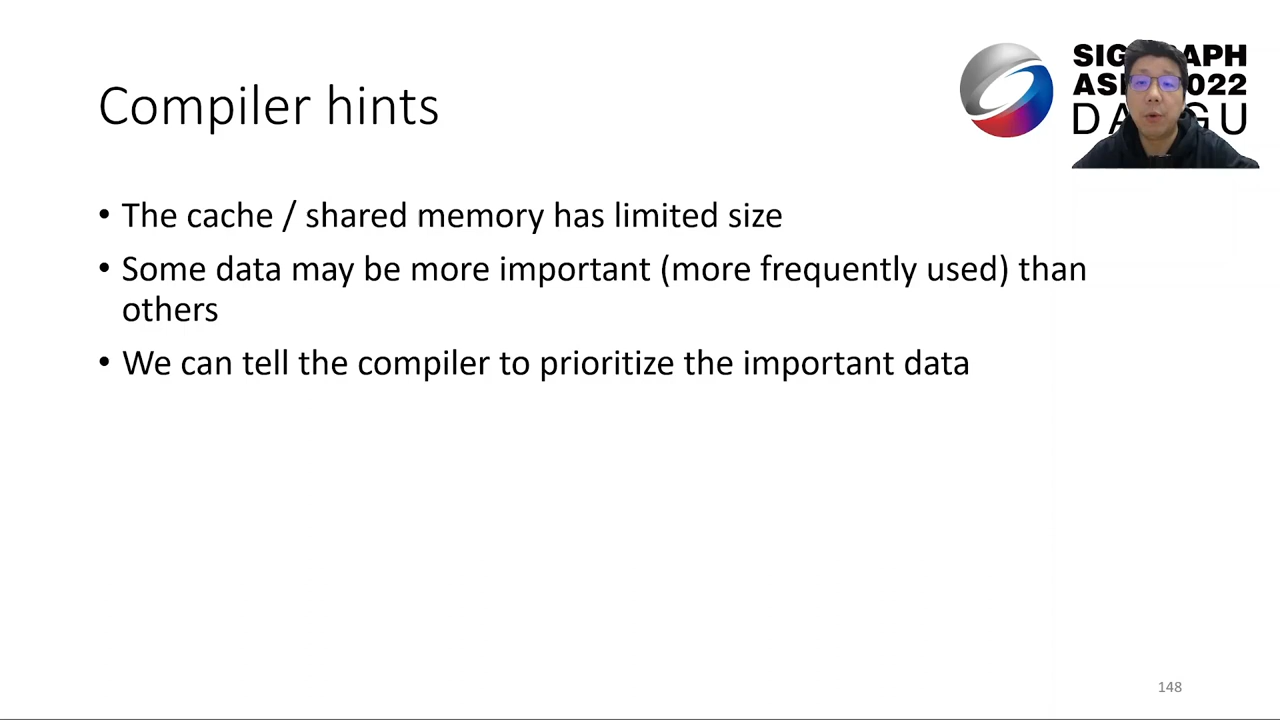 Compiler hints
• The cache / shared memory has limited size
• Some data may be more important (more frequently used) than
others
• We can tell the compiler to prioritize the important data
148